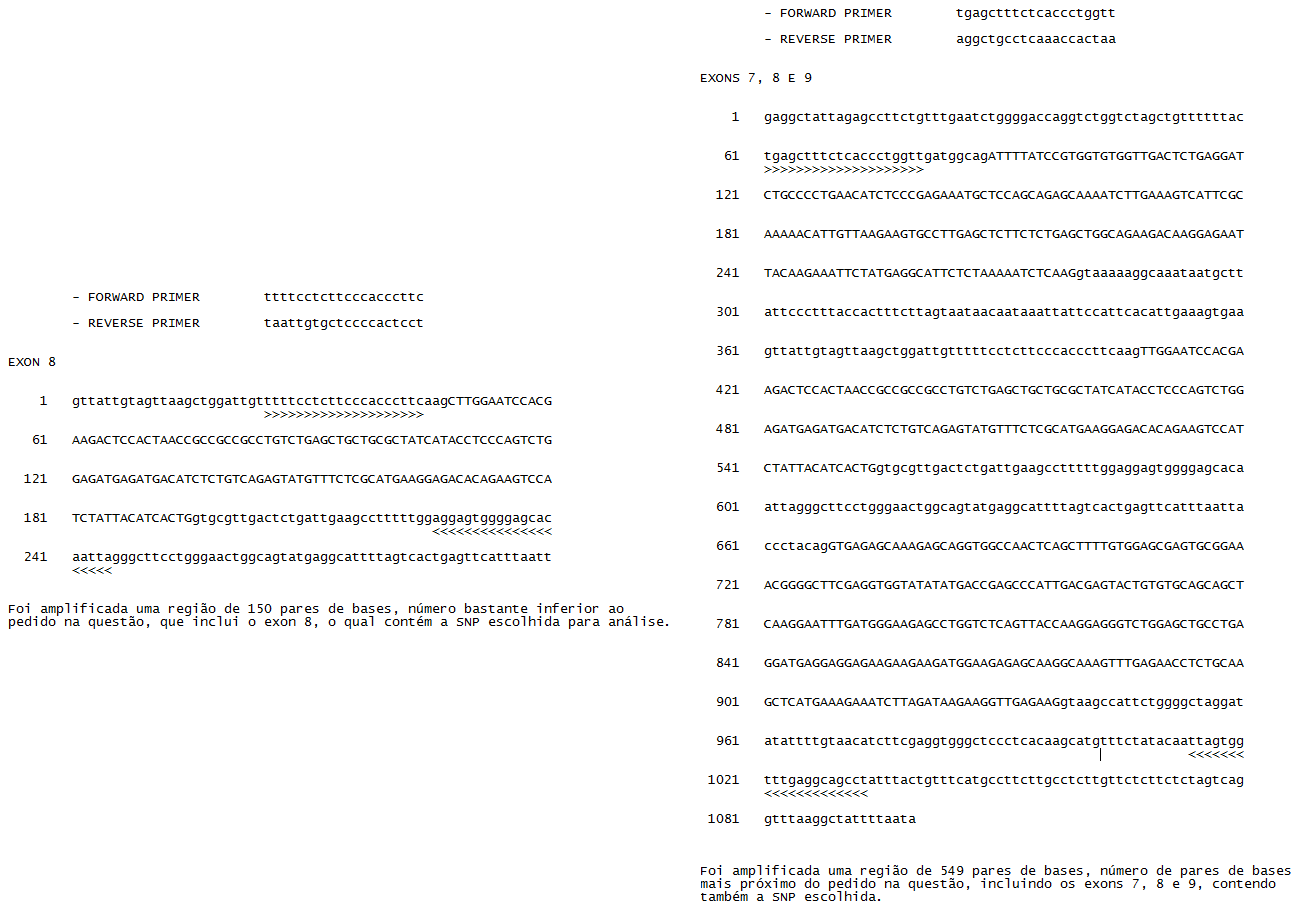 – FORWARD PRIMER ttttcctcttcccacccttc
– REVERSE PRIMER taattgtgctccccactcct
EXON 8
1 gttattgtagttaagctggattgtttttcctcttcccacccttcaagCTTGGAATCCACG
>>>>>>>>>>>>>>>>>>>>
61 AAGACTCCACTAACCGCCGCCGCCTGTCTGAGCTGCTGCGCTATCATACCTCCCAGTCTG
121 GAGATGAGATGACATCTCTGTCAGAGTATGTTTCTCGCATGAAGGAGACACAGAAGTCCA
181 TCTATTACATCACTGgtgcgttgactctgattgaagcctttttggaggagtggggagcac
<<<<<<<<<<<<<<<
241 aattagggcttcctgggaactggcagtatgaggcattttagtcactgagttcatttaatt
<<<<<
Foi amplificada uma região de 150 pares de bases, número bastante inferior ao
pedido na questão, que inclui o exon 8, o qual contém a SNP escolhida para análise.
– FORWARD PRIMER tgagctttctcaccctggtt
– REVERSE PRIMER aggctgcctcaaaccactaa
EXONS 7, 8 E 9
1 gaggctattagagccttctgtttgaatctggggaccaggtctggtctagctgttttttac
61 tgagctttctcaccctggttgatggcagATTTTATCCGTGGTGTGGTTGACTCTGAGGAT
>>>>>>>>>>>>>>>>>>>>
121 CTGCCCCTGAACATCTCCCGAGAAATGCTCCAGCAGAGCAAAATCTTGAAAGTCATTCGC
181 AAAAACATTGTTAAGAAGTGCCTTGAGCTCTTCTCTGAGCTGGCAGAAGACAAGGAGAAT
241 TACAAGAAATTCTATGAGGCATTCTCTAAAAATCTCAAGgtaaaaaggcaaataatgctt
301 attccctttaccactttcttagtaataacaataaattattccattcacattgaaagtgaa
361 gttattgtagttaagctggattgtttttcctcttcccacccttcaagTTGGAATCCACGA
421 AGACTCCACTAACCGCCGCCGCCTGTCTGAGCTGCTGCGCTATCATACCTCCCAGTCTGG
481 AGATGAGATGACATCTCTGTCAGAGTATGTTTCTCGCATGAAGGAGACACAGAAGTCCAT
541 CTATTACATCACTGgtgcgttgactctgattgaagcctttttggaggagtggggagcaca
601 attagggcttcctgggaactggcagtatgaggcattttagtcactgagttcatttaatta
661 ccctacagGTGAGAGCAAAGAGCAGGTGGCCAACTCAGCTTTTGTGGAGCGAGTGCGGAA
721 ACGGGGCTTCGAGGTGGTATATATGACCGAGCCCATTGACGAGTACTGTGTGCAGCAGCT
781 CAAGGAATTTGATGGGAAGAGCCTGGTCTCAGTTACCAAGGAGGGTCTGGAGCTGCCTGA
841 GGATGAGGAGGAGAAGAAGAAGATGGAAGAGAGCAAGGCAAAGTTTGAGAACCTCTGCAA
901 GCTCATGAAAGAAATCTTAGATAAGAAGGTTGAGAAGgtaagccattctggggctaggat
961 atattttgtaacatcttcgaggtgggctccctcacaagcatgtttctatacaattagtgg
<<<<<<<
1021 tttgaggcagcctatttactgtttcatgccttcttgcctcttgttctcttctctagtcag
<<<<<<<<<<<<<
1081 gtttaaggctattttaata
Foi amplificada uma região de 549 pares de bases, número de pares de bases
mais próximo do pedido na questão, incluindo os exons 7, 8 e 9, contendo
também a SNP escolhida.